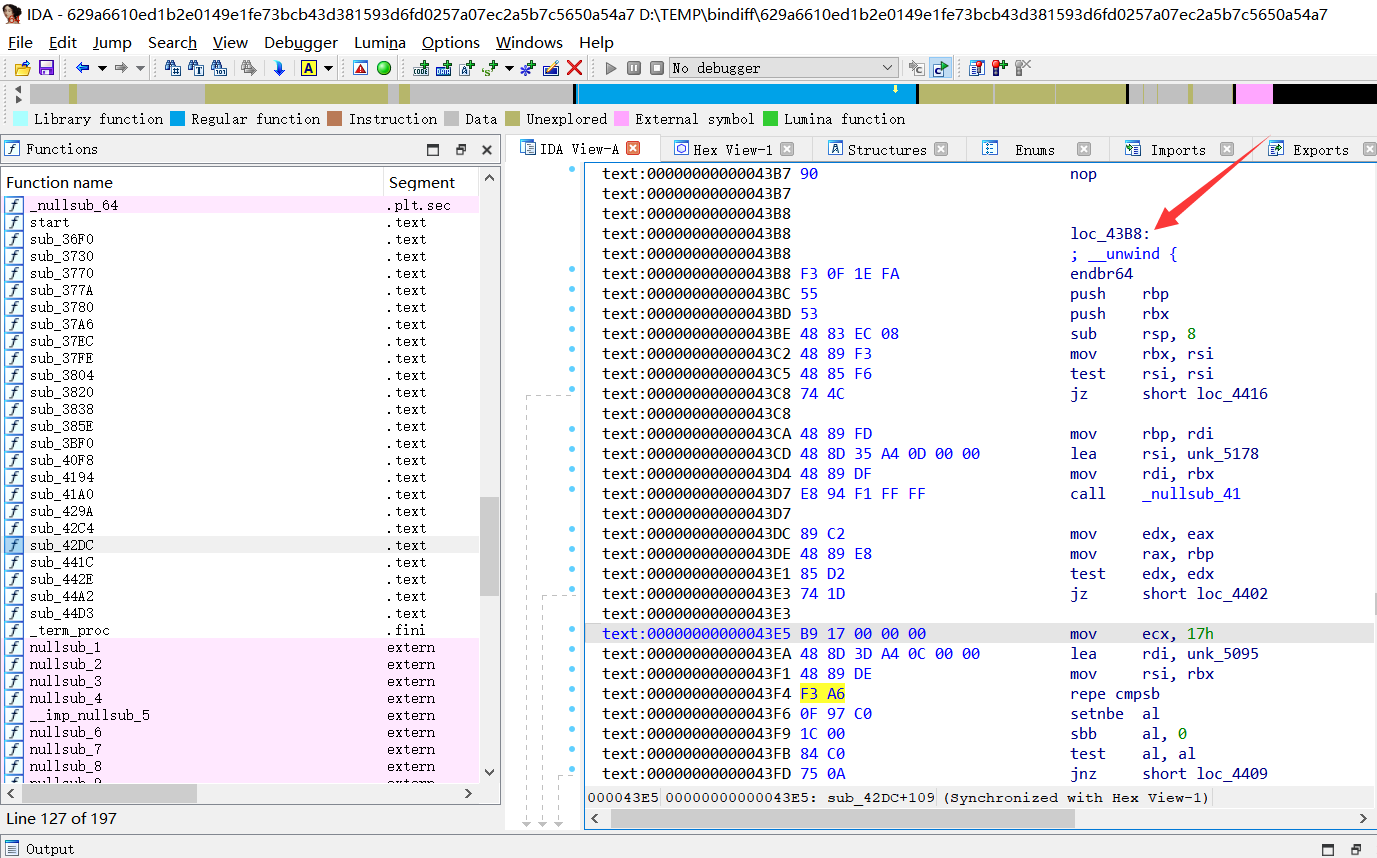 IDA - 629a6610ed1b2e0149e1fe73bcb43d381593d6fd0257a07ec2a5b7c5650a54a7 D:\TEMP\bindiff\629a6610ed1b2e0149e1fe73bcb43d381593d6fd0257a07ec2a5b7c5650a54a7
File Edit Jump Search View Debugger Lumina Options Windows Help
No debugger
Library function Regular function Instruction Data Unexplored External symbol Lumina function
Functions
Function name Segment
_nullsub_64 .plt.sec
start .text
sub_36F0 .text
sub_3730 .text
sub_3770 .text
sub_377A .text
sub_3780 .text
sub_37A6 .text
sub_37EC .text
sub_37FE .text
sub_3804 .text
sub_3820 .text
sub_3838 .text
sub_385E .text
sub_3BF0 .text
sub_40F8 .text
sub_4194 .text
sub_41A0 .text
sub_429A .text
sub_42C4 .text
sub_42DC .text
sub_441C .text
sub_442E .text
sub_44A2 .text
sub_44D3 .text
_term_proc .fini
nullsub_1 extern
nullsub_2 extern
nullsub_3 extern
nullsub_4 extern
__imp_nullsub_5 extern
nullsub_6 extern
nullsub_7 extern
nullsub_8 extern
Line 127 of 197
IDA View-A Hex View-1 Structures Enums Imports Exports
text:00000000000043B7 90 nop
text:00000000000043B7
text:00000000000043B8
text:00000000000043B8 loc_43B8:
text:00000000000043B8 ; __unwind {
text:00000000000043B8 F3 0F 1E FA endbr64
text:00000000000043BC 55 push rbp
text:00000000000043BD 53 push rbx
text:00000000000043BE 48 83 EC 08 sub rsp, 8
text:00000000000043C2 48 89 F3 mov rbx, rsi
text:00000000000043C5 48 85 F6 test rsi, rsi
text:00000000000043C8 74 4C jz short loc_4416
text:00000000000043C8
text:00000000000043CA 48 89 FD mov rbp, rdi
text:00000000000043CD 48 8D 35 A4 0D 00 00 lea rsi, unk_5178
text:00000000000043D4 48 89 DF mov rdi, rbx
text:00000000000043D7 E8 94 F1 FF FF call _nullsub_41
text:00000000000043D7
text:00000000000043DC 89 C2 mov edx, eax
text:00000000000043DE 48 89 E8 mov rax, rbp
text:00000000000043E1 85 D2 test edx, edx
text:00000000000043E3 74 1D jz short loc_4402
text:00000000000043E3
text:00000000000043E5 B9 17 00 00 00 mov ecx, 17h
text:00000000000043EA 48 8D 3D A4 0C 00 00 lea rdi, unk_5095
text:00000000000043F1 48 89 DE mov rsi, rbx
text:00000000000043F4 F3 A6 repe cmpsb
text:00000000000043F6 0F 97 C0 setnbe al
text:00000000000043F9 1C 00 sbb al, 0
text:00000000000043FB 84 C0 test al, al
text:00000000000043FD 75 0A jnz short loc_4409
000043E5 00000000000043E5: sub_42DC+109 (Synchronized with Hex View-1)
Output